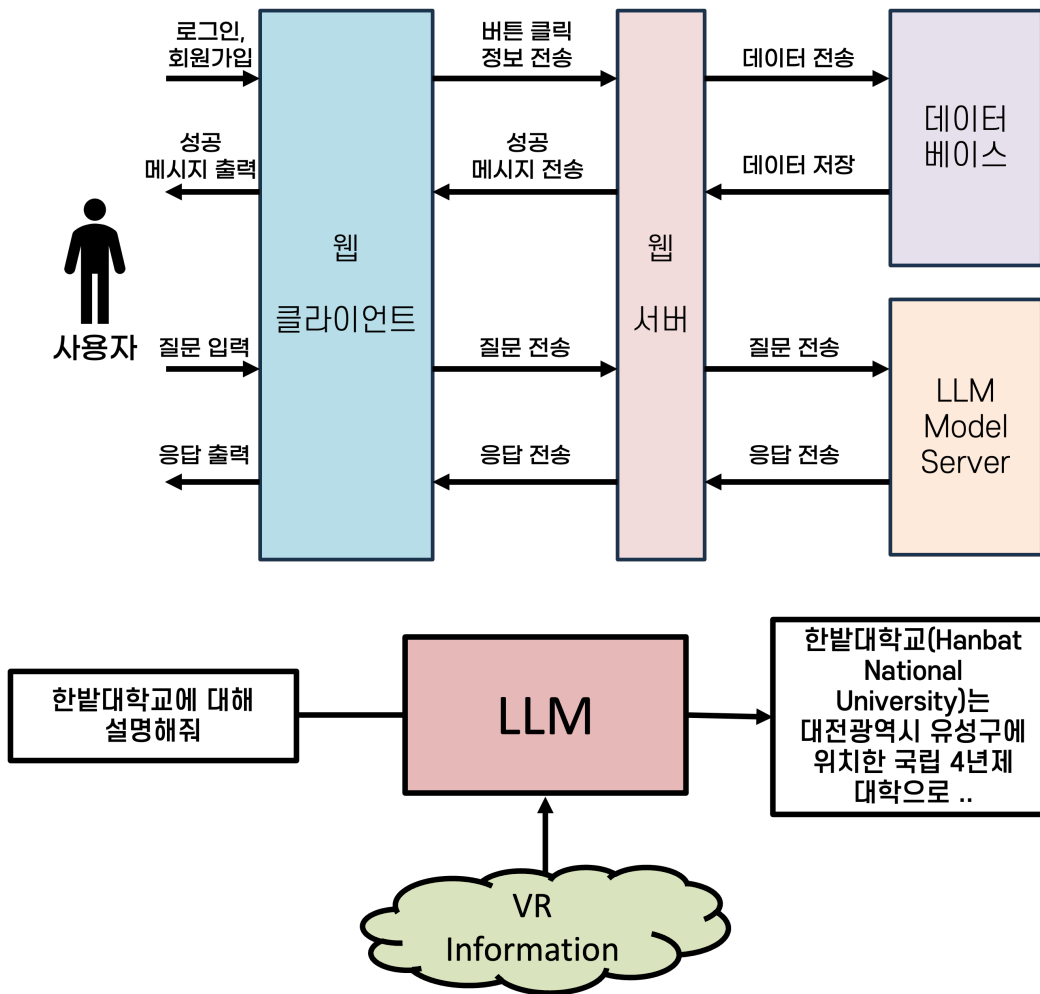 로그인,
회원가입
버튼 클릭
정보 전송
데이터 전송
성공
메시지 출력
성공
메시지 전송
데이터 저장
데이터
베이스
웹
클라이언트
웹
서버
사용자
질문 입력
질문 전송
질문 전송
응답 출력
응답 전송
응답 전송
LLM
Model
Server
한밭대학교에 대해
설명해줘
LLM
한밭대학교(Hanbat
National
University)는
대전광역시 유성구에
위치한 국립 4년제
대학으로 ..
VR
Information